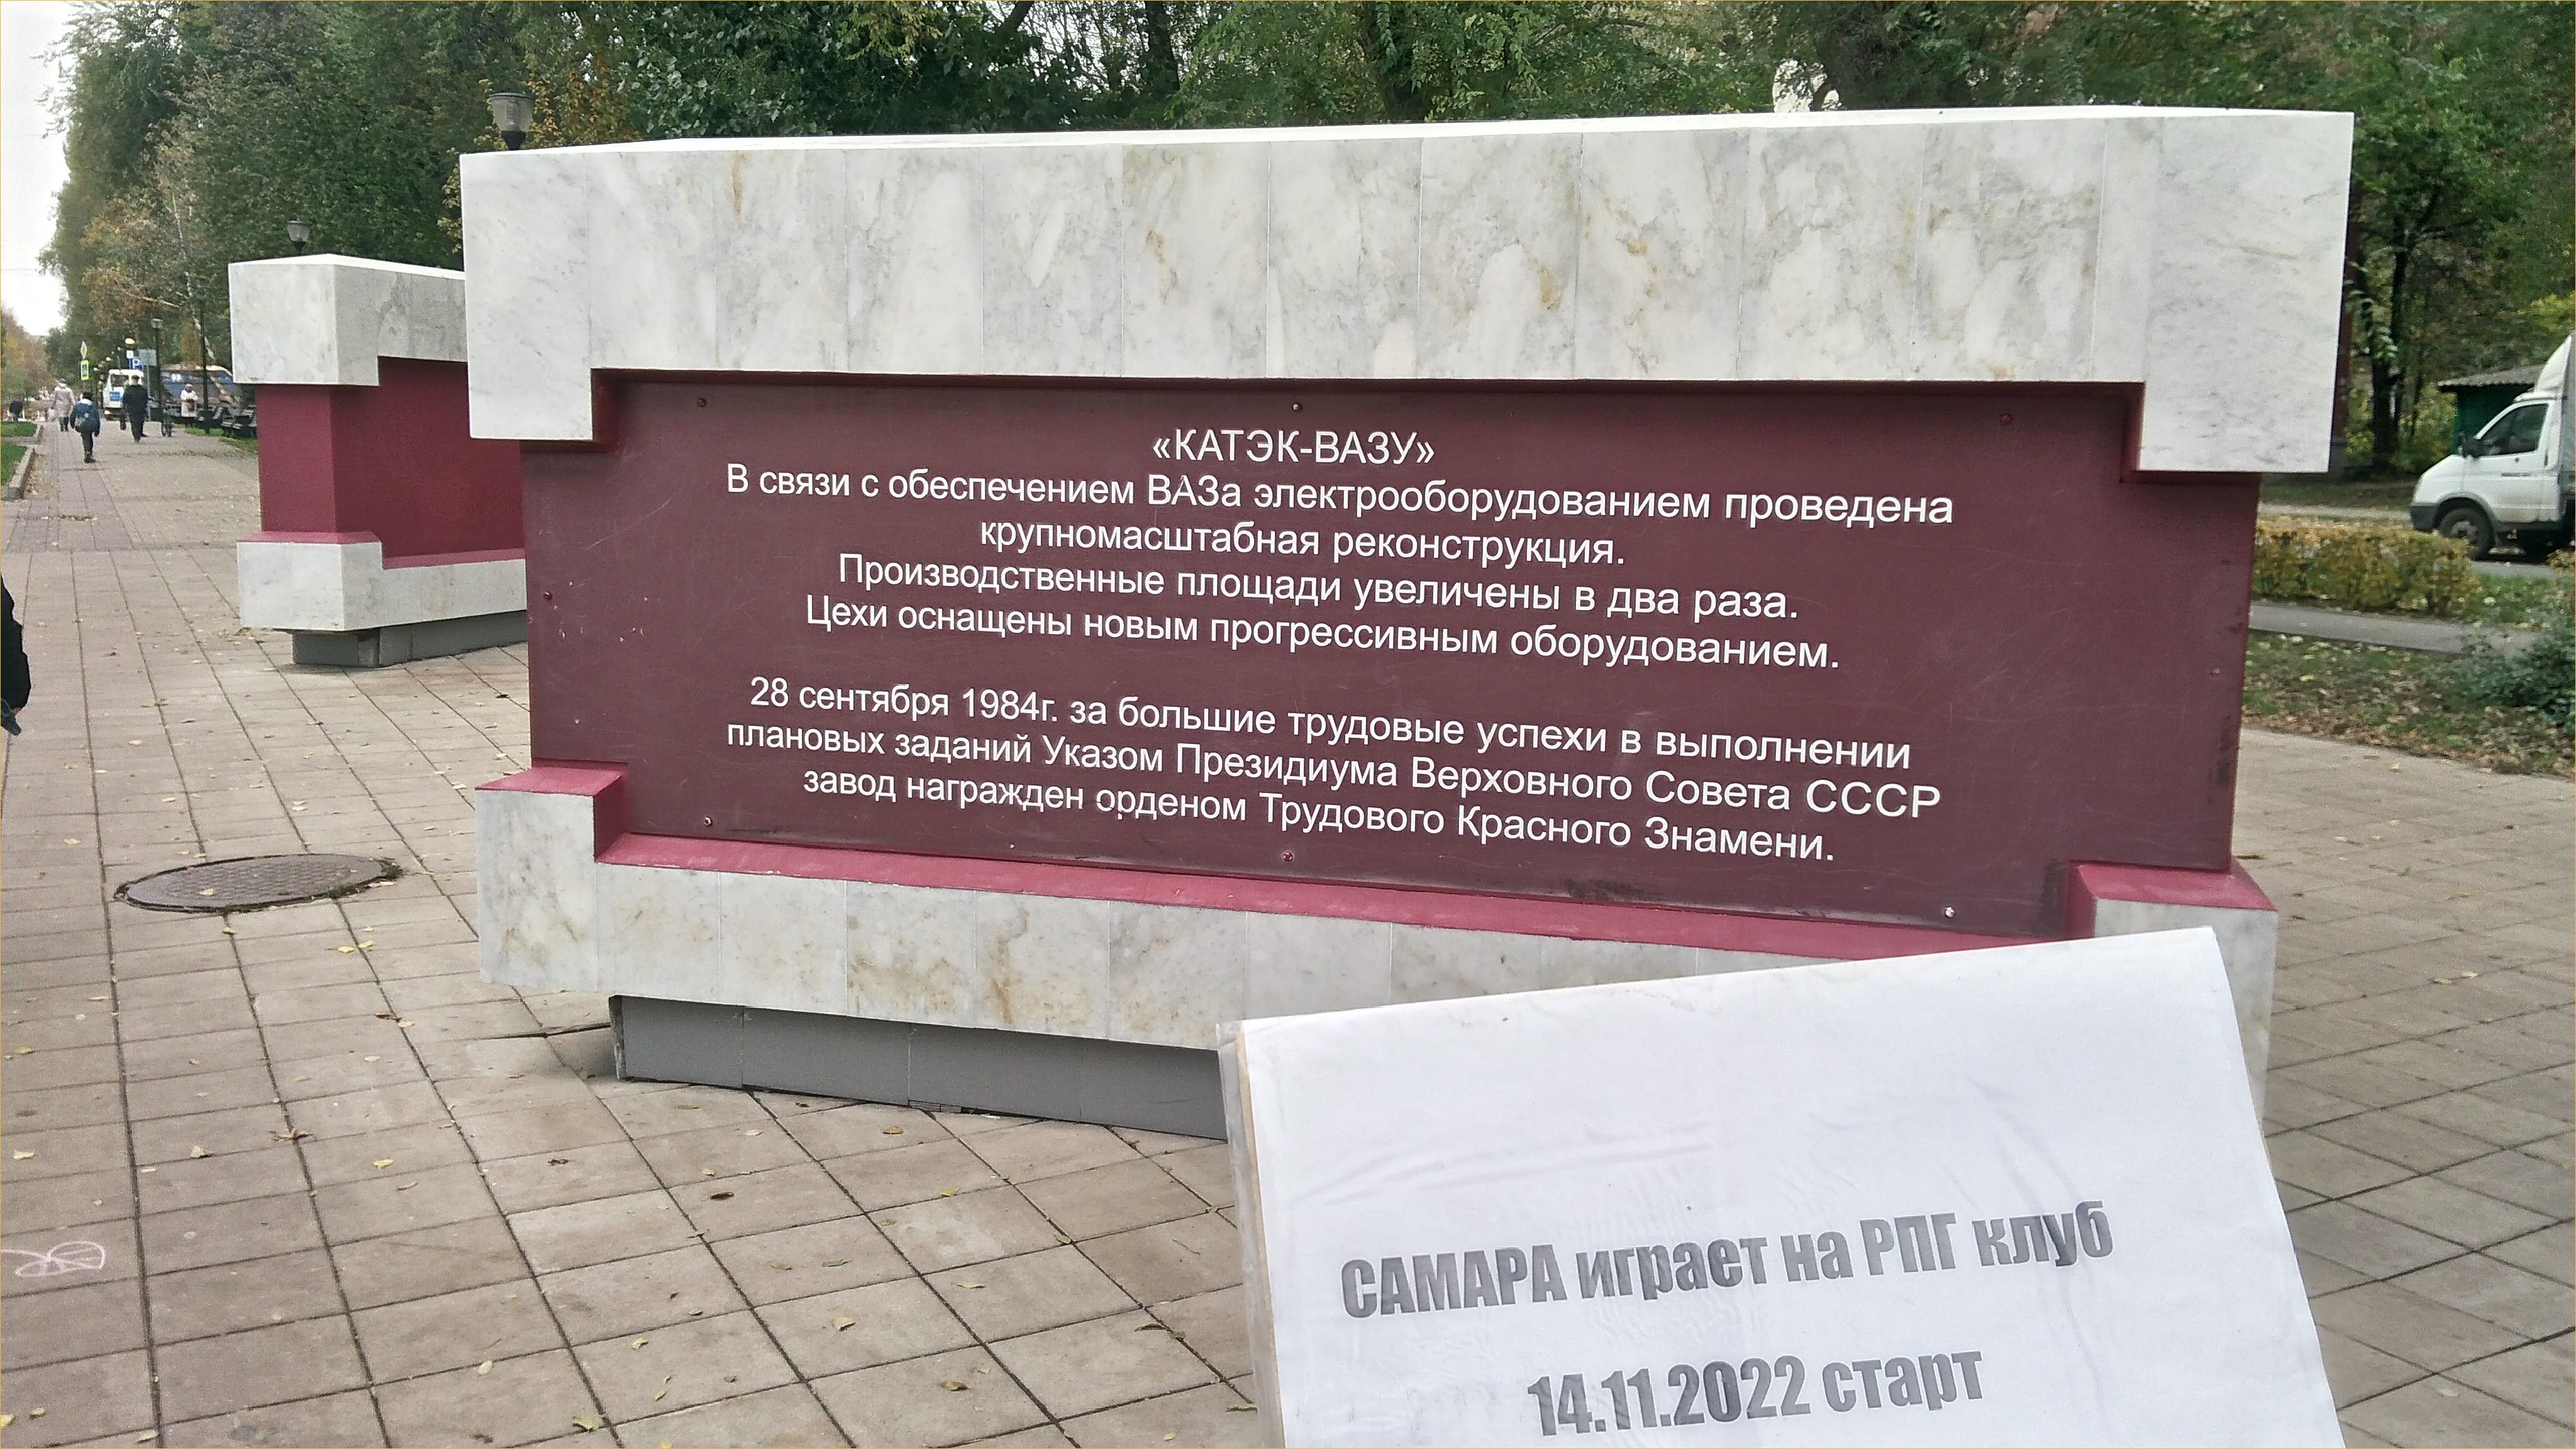 «КАТЭК-ВАЗУ»
В связи с обеспечением ВАЗа электрооборудованием проведена
крупномасштабная реконструкция.
Производственные площади увеличены в два раза.
Цехи оснащены новым прогрессивным оборудованием.
28 сентября 1984г. за большие трудовые успехи в выполнении
плановых заданий Указом Президиума Верховного Совета СССР
завод награжден орденом Трудового Красного Знамени.
САМАРА играет на РПГ клуб
14.11.2022 старт